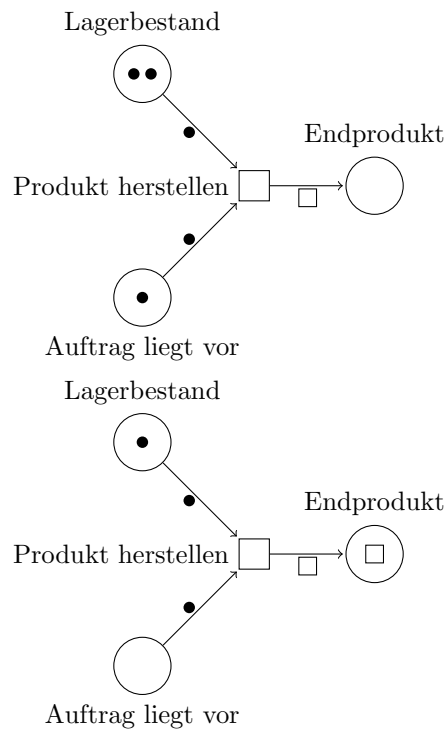 Lagerbestand
Endprodukt
Produkt herstellen
Auftrag liegt vor
Lagerbestand
Endprodukt
Produkt herstellen
Auftrag liegt vor